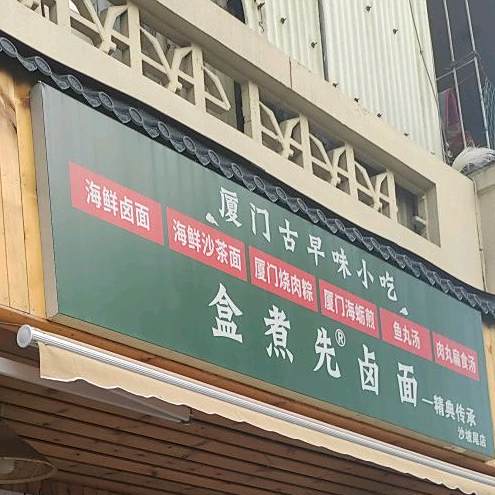 厦门古早味小吃
海鲜卤面 海鲜沙茶面 厦门烧肉粽 厦门海蛎煎 鱼丸汤 肉丸扁食汤
盒煮先®卤面 一精典传承
沙坡尾店